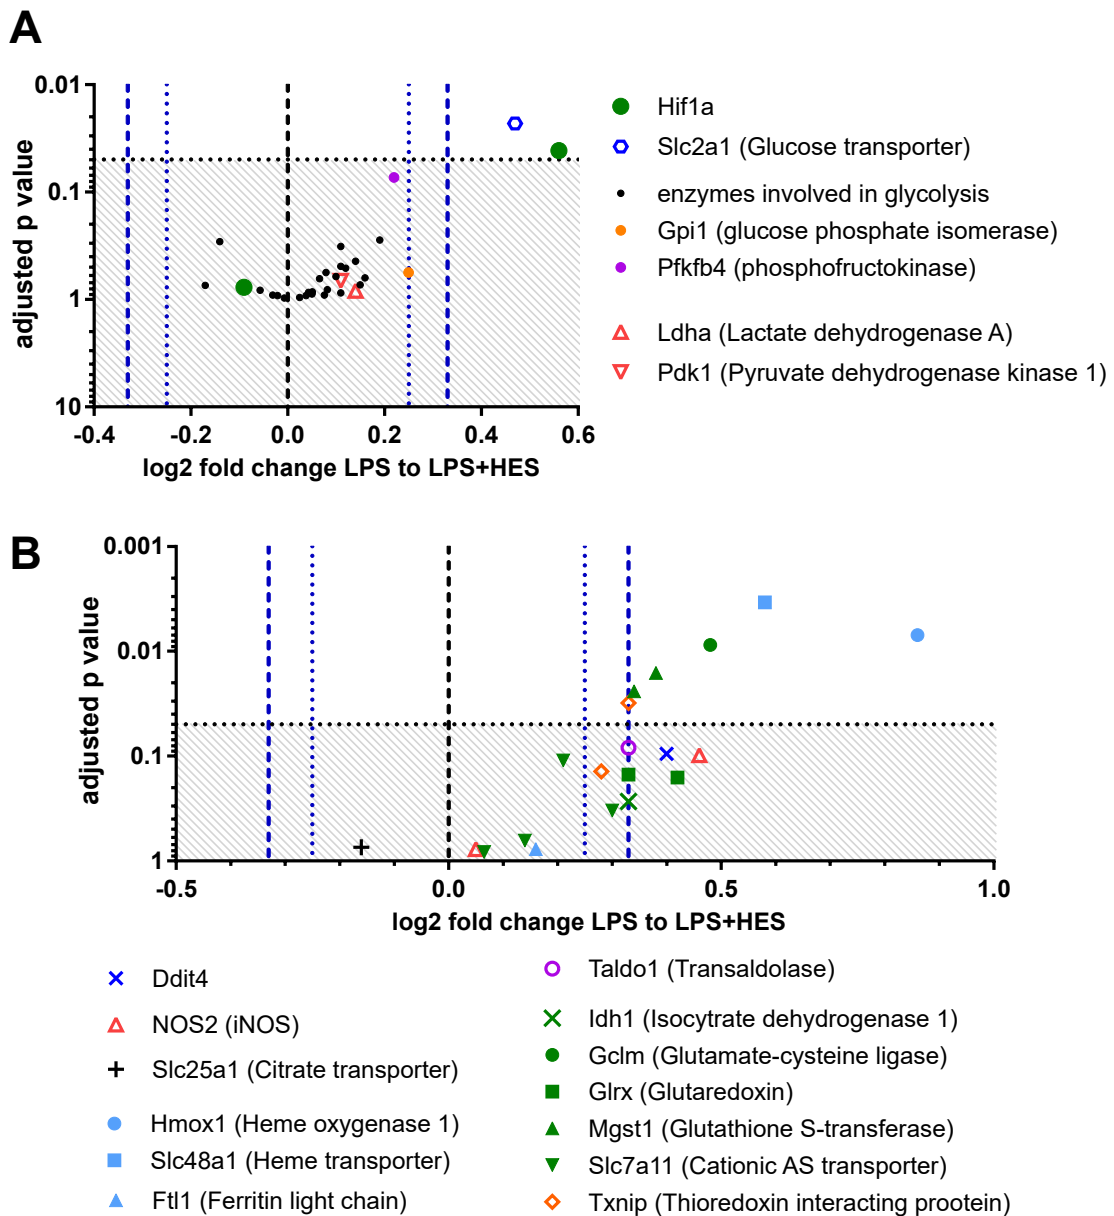 A
0.01
0.1
1
10
adjusted p value
-0.4
-0.2
0.0
0.2
0.4
0.6
log2 fold change LPS to LPS+HES
Hif1a
Slc2a1 (Glucose transporter)
enzymes involved in glycolysis
Gpi1 (glucose phosphate isomerase)
Pfkfb4 (phosphofructokinase)
Ldha (Lactate dehydrogenase A)
Pdk1 (Pyruvate dehydrogenase kinase 1)
B
0.001
0.01
0.1
1
adjusted p value
-0.5
0.0
0.5
1.0
log2 fold change LPS to LPS+HES
Ddit4
NOS2 (iNOS)
Slc25a1 (Citrate transporter)
Hmox1 (Heme oxygenase 1)
Slc48a1 (Heme transporter)
Ftl1 (Ferritin light chain)
Taldo1 (Transaldolase)
Idh1 (Isocytrate dehydrogenase 1)
Gclm (Glutamate-cysteine ligase)
Glrx (Glutaredoxin)
Mgst1 (Glutathione S-transferase)
Slc7a11 (Cationic AS transporter)
Txnip (Thioredoxin interacting prootein)